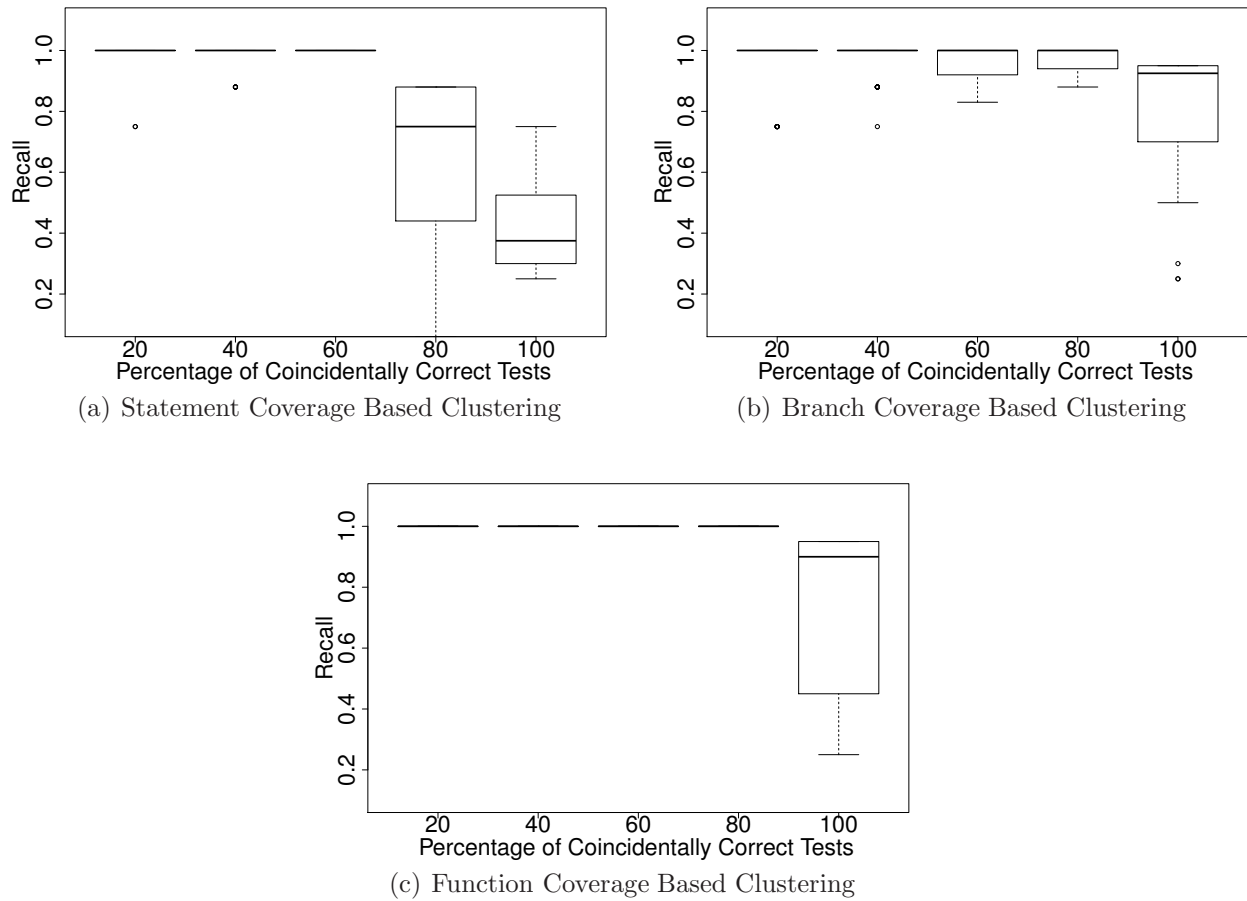 1.0
0.8
0.6
0.4
0.2
Recall
20 40 60 80 100
Percentage of Coincidentally Correct Tests
(a) Statement Coverage Based Clustering
1.0
0.8
0.6
0.4
0.2
Recall
20 40 60 80 100
Percentage of Coincidentally Correct Tests
(b) Branch Coverage Based Clustering
1.0
0.8
0.6
0.4
0.2
Recall
20 40 60 80 100
Percentage of Coincidentally Correct Tests
(c) Function Coverage Based Clustering